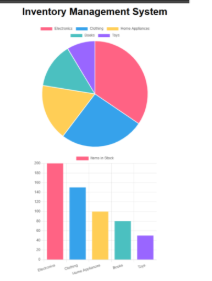 Inventory Management System
Electronics Clothing Home Appliances
Books Toys
Items in Stock
200
180
160
140
120
100
80
60
40
20
0
Electronics Clothing Home Appliances Books Toys